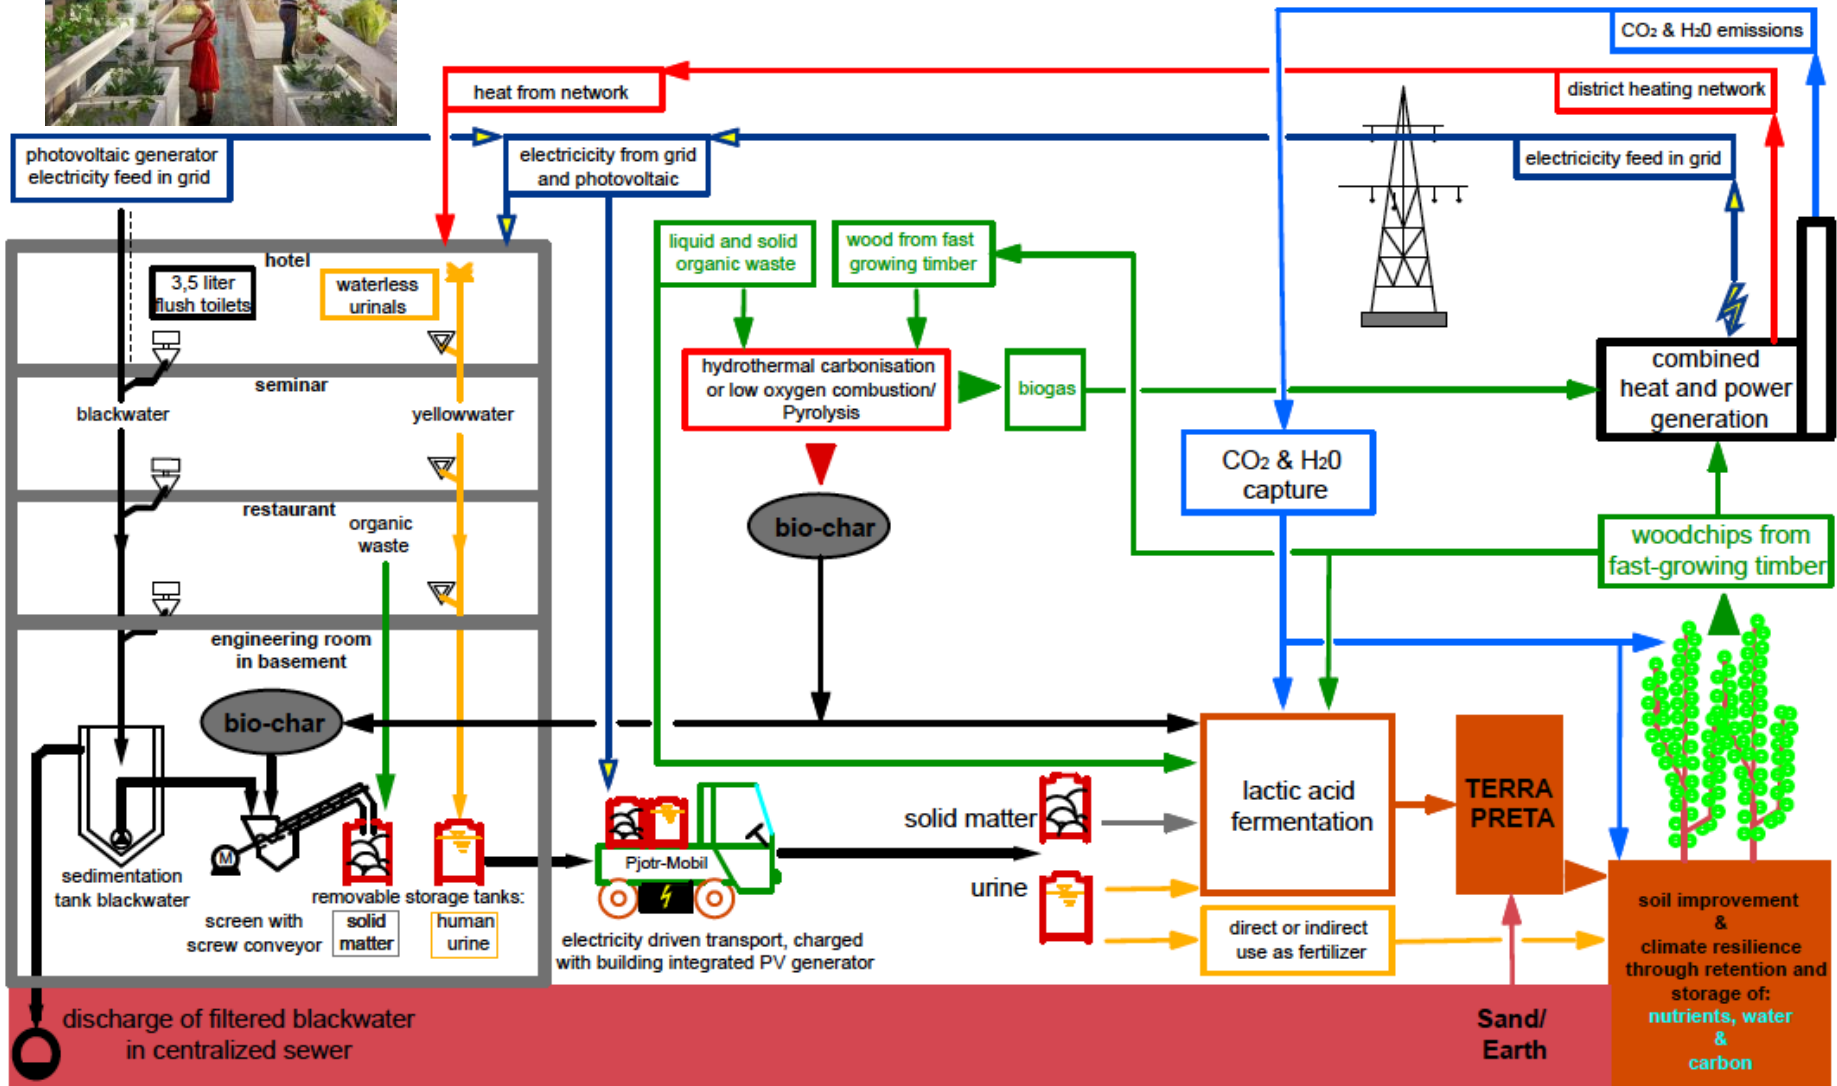 CO₂ & H₂0 emissions
heat from network
district heating network
photovoltaic generator
electricity feed in grid
electricicity from grid
and photovoltaic
electricicity feed in grid
liquid and solid
organic waste
wood from fast
growing timber
hotel
3,5 liter
flush toilets
waterless
urinals
hydrothermal carbonisation
or low oxygen combustion/
Pyrolysis
biogas
combined
heat and power
generation
seminar
blackwater
yellowwater
CO₂ & H₂0
capture
restaurant
organic
waste
bio-char
woodchips from
fast-growing timber
engineering room
in basement
bio-char
lactic acid
fermentation
TERRA
PRETA
solid matter
M
Pjotr-Mobil
sedimentation
tank blackwater
urine
removable storage tanks:
screen with
screw conveyor
solid
matter
human
urine
electricity driven transport, charged
with building integrated PV generator
direct or indirect
use as fertilizer
soil improvement
&
climate resilience
through retention and
storage of:
nutrients, water
&
carbon
discharge of filtered blackwater
in centralized sewer
Sand/
Earth